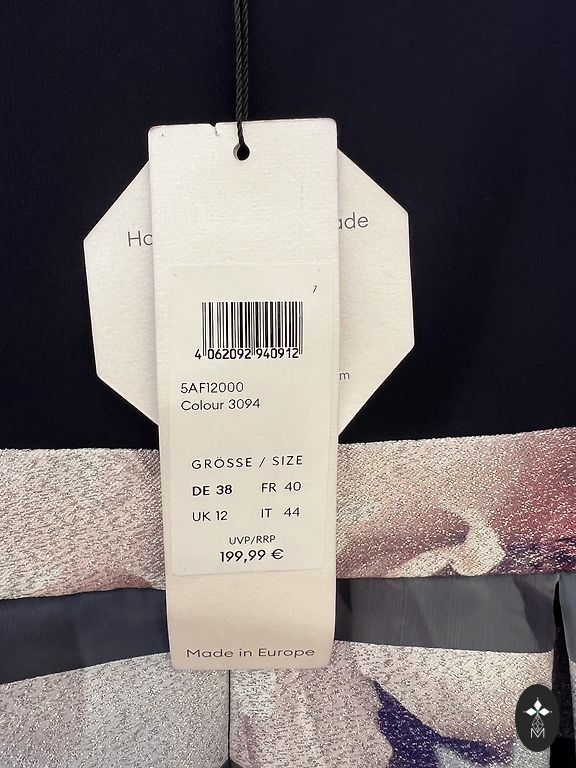 7
4 062092 940912
5AF12000
Colour 3094
GRÖSSE / SIZE
DE 38 FR 40
UK 12 IT 44
UVP/RRP
199,99 €
Made in Europe
M